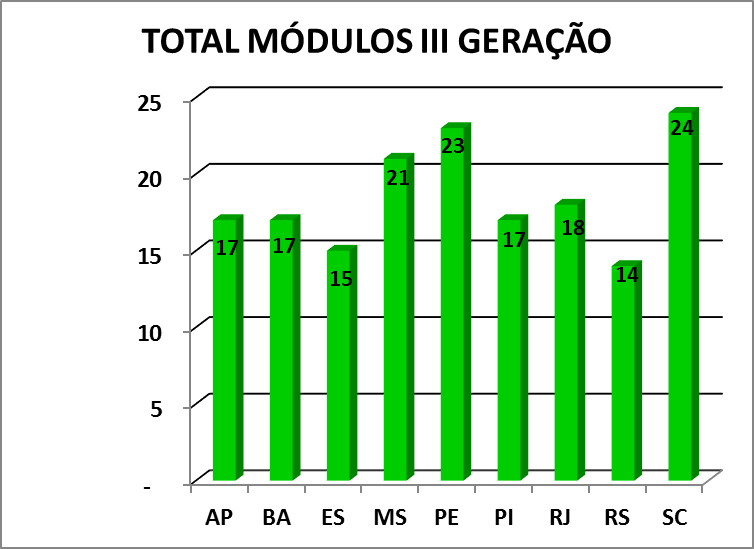 TOTAL MÓDULOS III GERAÇÃO
25
20
15
10
5
-
17 17 15 21 23 17 18 14 24
AP BA ES MS PE PI RJ RS SC